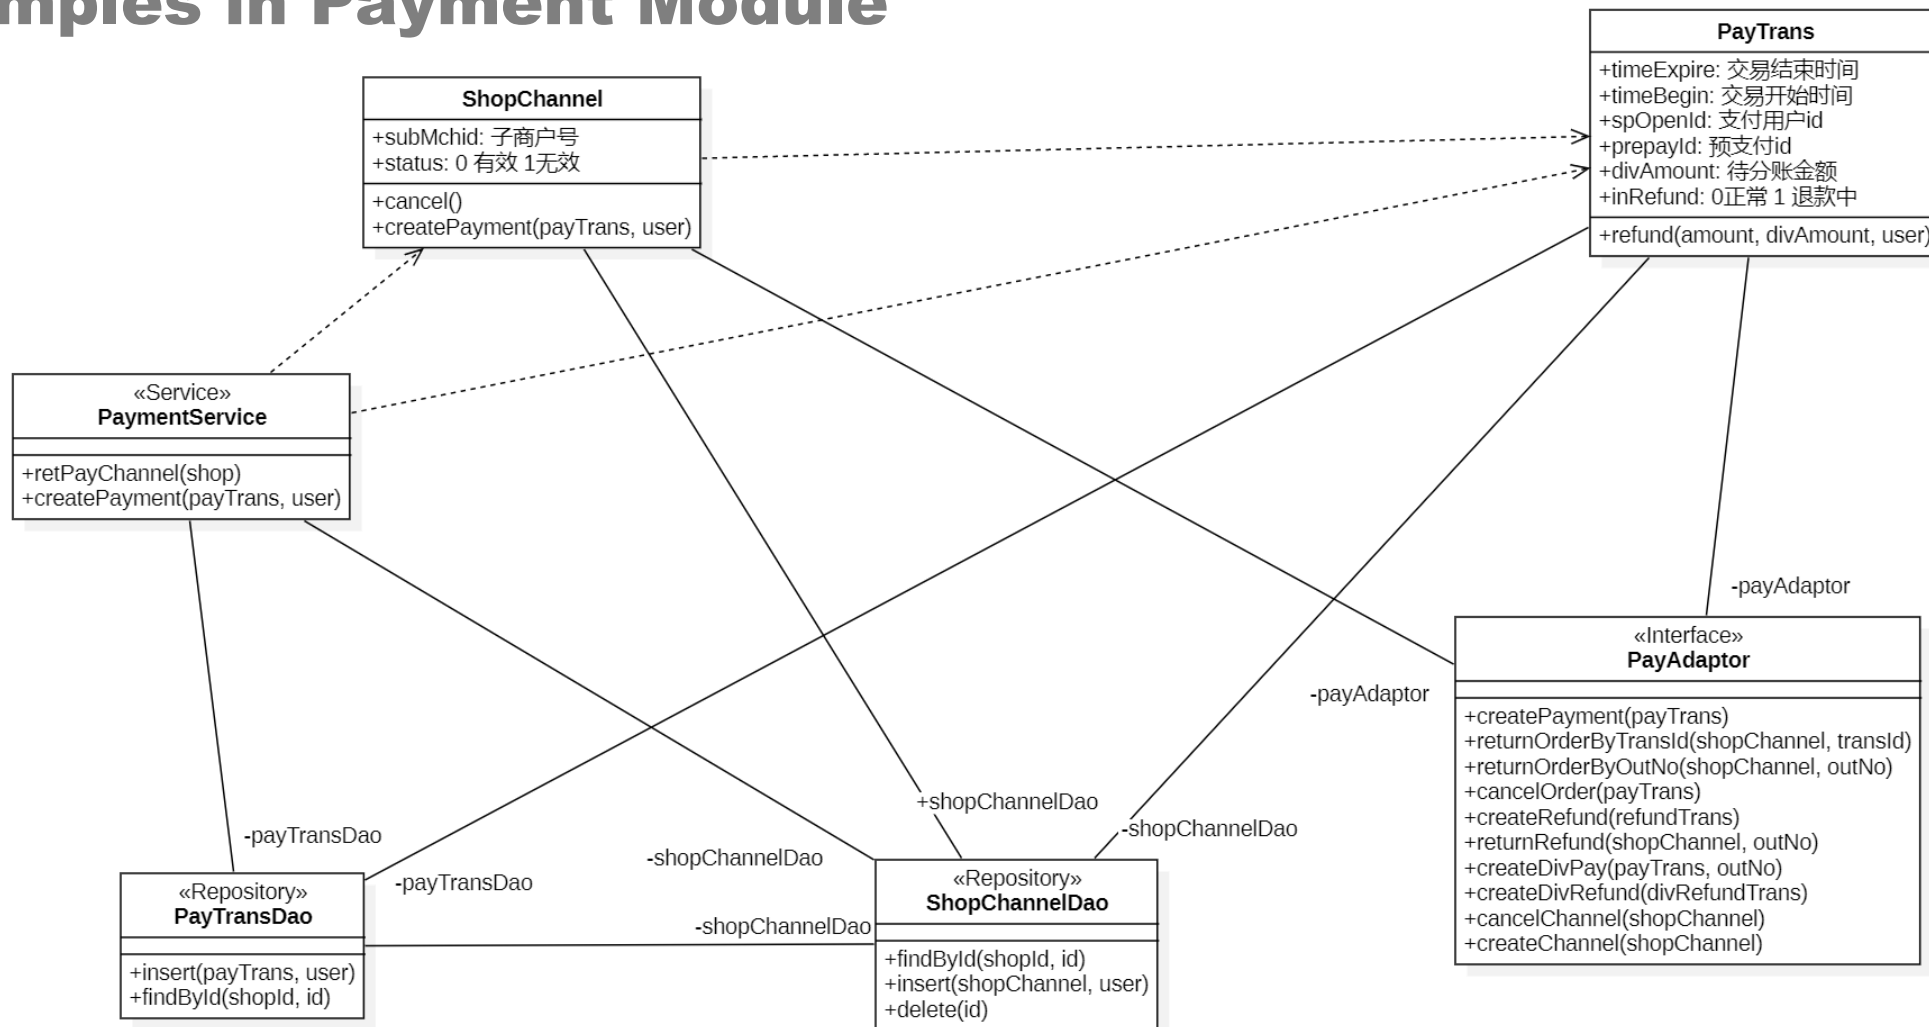 mples in Payment Module
PayTrans
+timeExpire: 交易结束时间
+timeBegin: 交易开始时间
+spOpenId: 支付用户id
+prepayId: 预支付id
+divAmount: 待分账金额
+inRefund: 0正常 1 退款中
+refund(amount, divAmount, user)
ShopChannel
+subMchid: 子商户号
+status: 0 有效 1无效
+cancel()
+createPayment(payTrans, user)
«Service»
PaymentService
+retPayChannel(shop)
+createPayment(payTrans, user)
-payAdaptor
-payAdaptor
«Interface»
PayAdaptor
+createPayment(payTrans)
+returnOrderByTransId(shopChannel, transId)
+returnOrderByOutNo(shopChannel, outNo)
+cancelOrder(payTrans)
+createRefund(refundTrans)
+returnRefund(shopChannel, outNo)
+createDivPay(payTrans, outNo)
+createDivRefund(divRefundTrans)
+cancelChannel(shopChannel)
+createChannel(shopChannel)
+shopChannelDao
-shopChannelDao
-payTransDao
-shopChannelDao
-payTransDao
-shopChannelDao
«Repository»
PayTransDao
+insert(payTrans, user)
+findById(shopId, id)
«Repository»
ShopChannelDao
+findById(shopId, id)
+insert(shopChannel, user)
+delete(id)